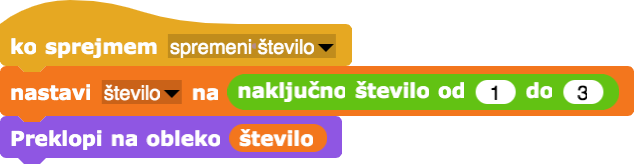 ko sprejmem spremeni število
nastavi število na naključno število od 1 do 3
Preklopi na obleko število